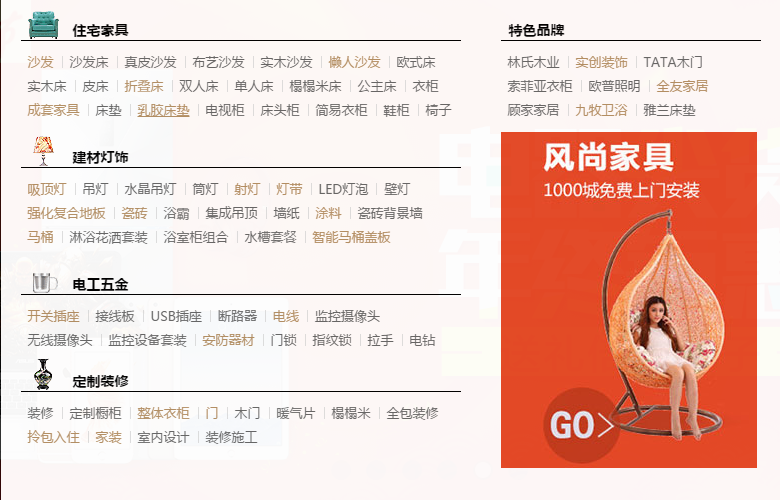 住宅家具
沙发 沙发床 真皮沙发 布艺沙发 实木沙发 懒人沙发 欧式床
实木床 皮床 折叠床 双人床 单人床 榻榻米床 公主床 衣柜
成套家具 床垫 乳胶床垫 电视柜 床头柜 简易衣柜 鞋柜 椅子
建材灯饰
吸顶灯 吊灯 水晶吊灯 筒灯 射灯 灯带 LED灯泡 壁灯
强化复合地板 瓷砖 浴霸 集成吊顶 墙纸 涂料 瓷砖背景墙
马桶 淋浴花洒套装 浴室柜组合 水槽套餐 智能马桶盖板
电工五金
开关插座 接线板 USB插座 断路器 电线 监控摄像头
无线摄像头 监控设备套装 安防器材 门锁 指纹锁 拉手 电钻
定制装修
装修 定制橱柜 整体衣柜 门 木门 暖气片 榻榻米 全包装修
拎包入住 家装 室内设计 装修施工
特色品牌
林氏木业 实创装饰 TATA木门
索菲亚衣柜 欧普照明 全友家居
顾家家居 九牧卫浴 雅兰床垫
风尚家具
1000城免费上门安装
GO